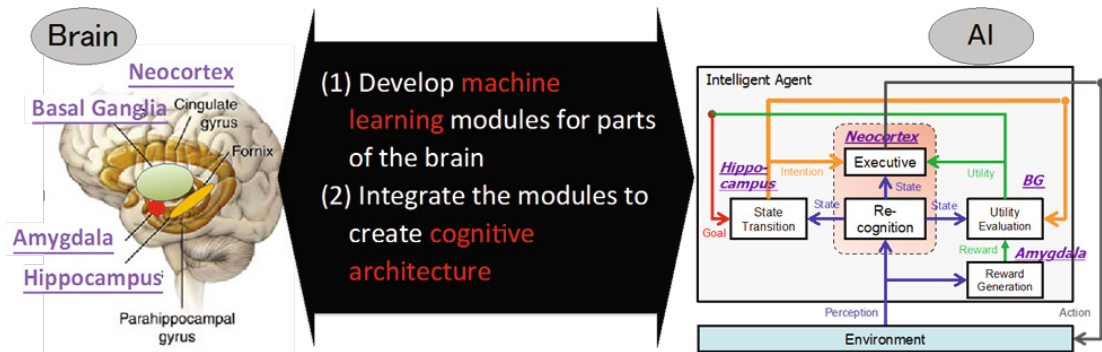 Brain
Neocortex
Basal Ganglia
Cingulate
gyrus
Fornix
Amygdala
Hippocampus
Parahippocampal
gyrus
(1) Develop machine
learning modules for parts
of the brain
(2) Integrate the modules to
create cognitive
architecture
AI
Intelligent Agent
Neocortex
Executive
Hippo-
campus
Intention
Utility
BG
State
State
State
State
Transition
Re-
cognition
Utility
Evaluation
Goal
Reward
Amygdala
Reward
Generation
Perception
Action
Environment